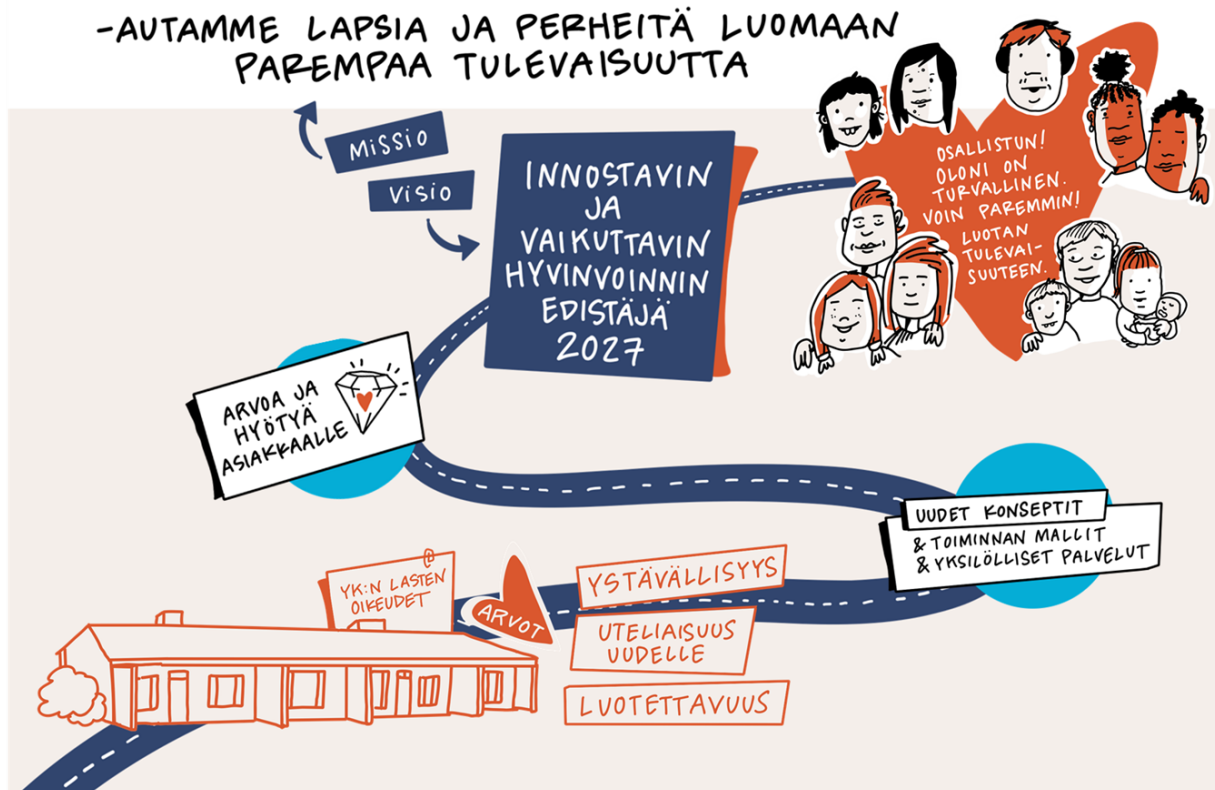 -AUTAMME LAPSIA JA PERHEITÄ LUOMAAN
PAREMPAA TULEVAISUUTTA
MiSSiO
ViSiO
INNOSTAVIN
JA
VAIKUTTAVIN
HYVINVOINNIN
EDISTÄJÄ
2027
OSALLISTUN!
OLONI ON
TURVALLINEN.
VOIN PAREMMIN!
LUOTAN
TULEVAI-
SUUTEEN.
ARVOA JA
HYÖTYÄ
ASIAKKAALLE
UUDET KONSEPTIT
& TOIMINNAN MALLIT
& YKSILÖLLISET PALVELUT
YK:N LASTEN
OIKEUDET
ARVOT
YSTÄVÄLLISYYS
UTELIAISUUS
UUDELLE
LUOTETTAVUUS